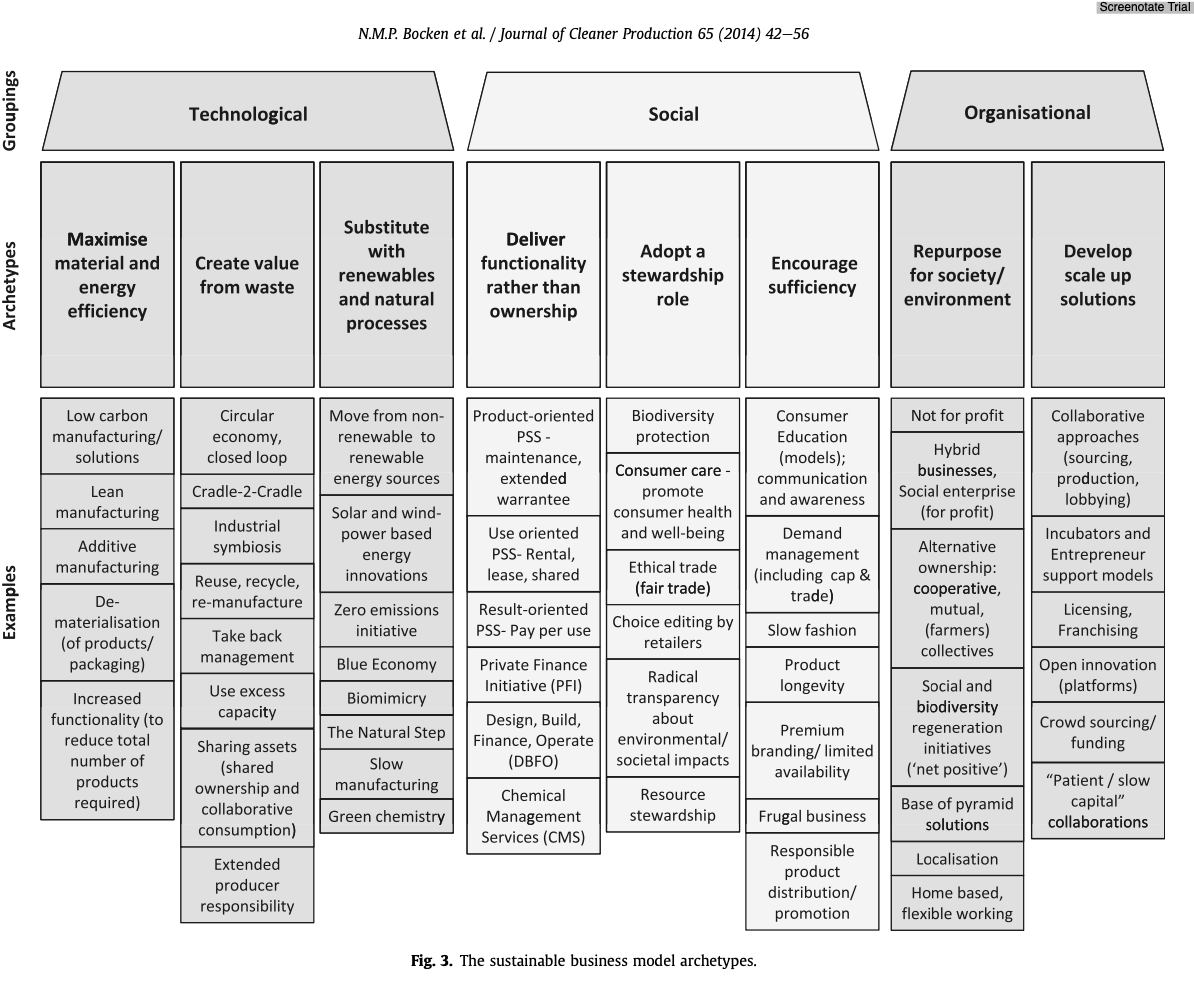 Screenotate Trial
N.M.P. Bocken et al. / Journal of Cleaner Production 65 (2014) 42–56
Groupings
Technological
Social
Organisational
Archetypes
Maximise
material and
energy
efficiency
Create value
from waste
Substitute
with
renewables
and natural
processes
Deliver
functionality
rather than
ownership
Adopt a
stewardship
role
Encourage
sufficiency
Repurpose
for society/
environment
Develop
scale up
solutions
Examples
Low carbon
manufacturing/
solutions
Lean
manufacturing
Additive
manufacturing
De-
materialisation
(of products/
packaging)
Increased
functionality (to
reduce total
number of
products
required)
Circular
economy,
closed loop
Cradle-2-Cradle
Industrial
symbiosis
Reuse, recycle,
re-manufacture
Take back
management
Use excess
capacity
Sharing assets
(shared
ownership and
collaborative
consumption)
Extended
producer
responsibility
Move from non-
renewable to
renewable
energy sources
Solar and wind-
power based
energy
innovations
Zero emissions
initiative
Blue Economy
Biomimicry
The Natural Step
Slow
manufacturing
Green chemistry
Product-oriented
PSS -
maintenance,
extended
warrantee
Use oriented
PSS- Rental,
lease, shared
Result-oriented
PSS- Pay per use
Private Finance
Initiative (PFI)
Design, Build,
Finance, Operate
(DBFO)
Chemical
Management
Services (CMS)
Biodiversity
protection
Consumer care -
promote
consumer health
and well-being
Ethical trade
(fair trade)
Choice editing by
retailers
Radical
transparency
about
environmental/
societal impacts
Resource
stewardship
Consumer
Education
(models);
communication
and awareness
Demand
management
(including cap &
trade)
Slow fashion
Product
longevity
Premium
branding/ limited
availability
Frugal business
Responsible
product
distribution/
promotion
Not for profit
Hybrid
businesses,
Social enterprise
(for profit)
Alternative
ownership:
cooperative,
mutual,
(farmers)
collectives
Social and
biodiversity
regeneration
initiatives
(‘net positive’)
Base of pyramid
solutions
Localisation
Home based,
flexible working
Collaborative
approaches
(sourcing,
production,
lobbying)
Incubators and
Entrepreneur
support models
Licensing,
Franchising
Open innovation
(platforms)
Crowd sourcing/
funding
“Patient / slow
capital”
collaborations
Fig. 3. The sustainable business model archetypes.